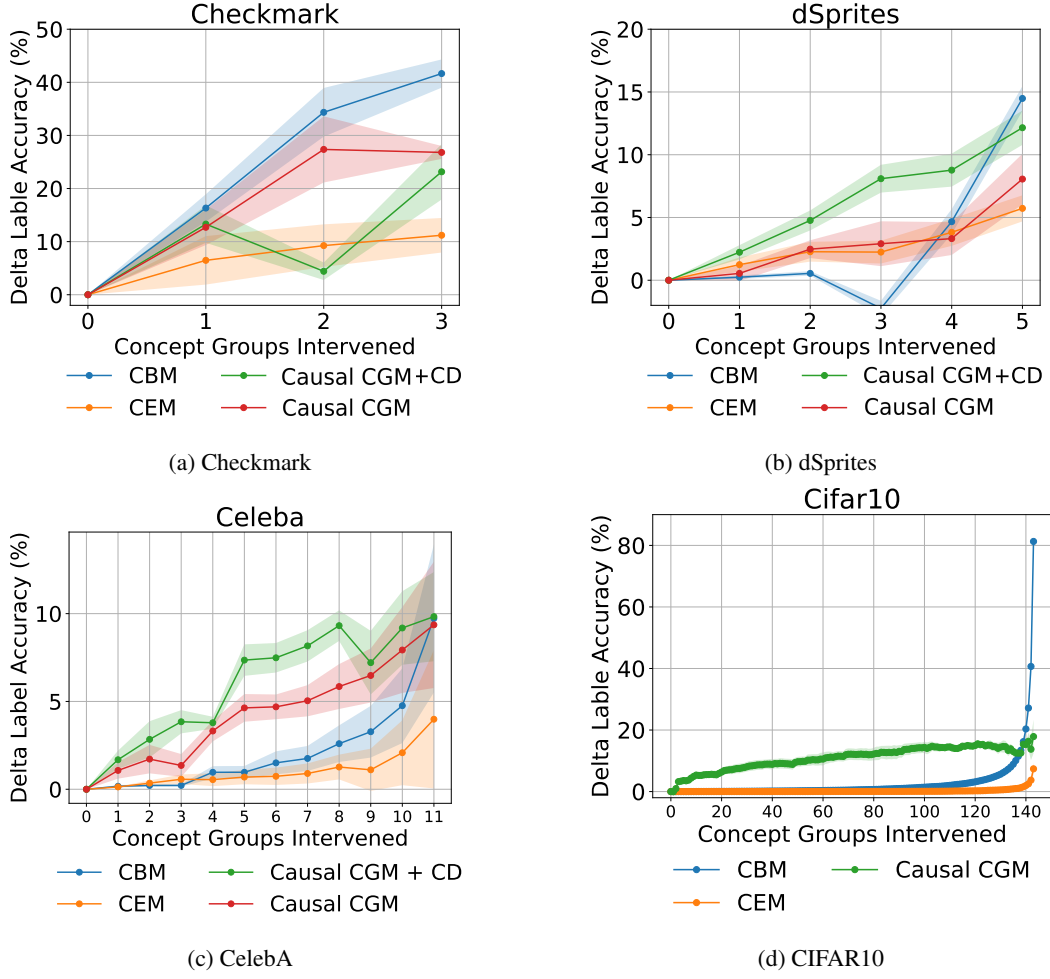 Checkmark
Delta Lable Accuracy (%)
50
40
30
20
10
0
0 1 2 3
Concept Groups Intervened
CBM Causal CGM+CD
CEM Causal CGM
(a) Checkmark
dSprites
Delta Lable Accuracy (%)
20
15
10
5
0
0 1 2 3 4 5
Concept Groups Intervened
CBM Causal CGM+CD
CEM Causal CGM
(b) dSprites
Celeba
Delta Label Accuracy (%)
10
5
0
0 1 2 3 4 5 6 7 8 9 10 11
Concept Groups Intervened
CBM Causal CGM + CD
CEM Causal CGM
(c) CelebA
Cifar10
Delta Lable Accuracy (%)
80
60
40
20
0
0 20 40 60 80 100 120 140
Concept Groups Intervened
CBM Causal CGM
CEM
(d) CIFAR10